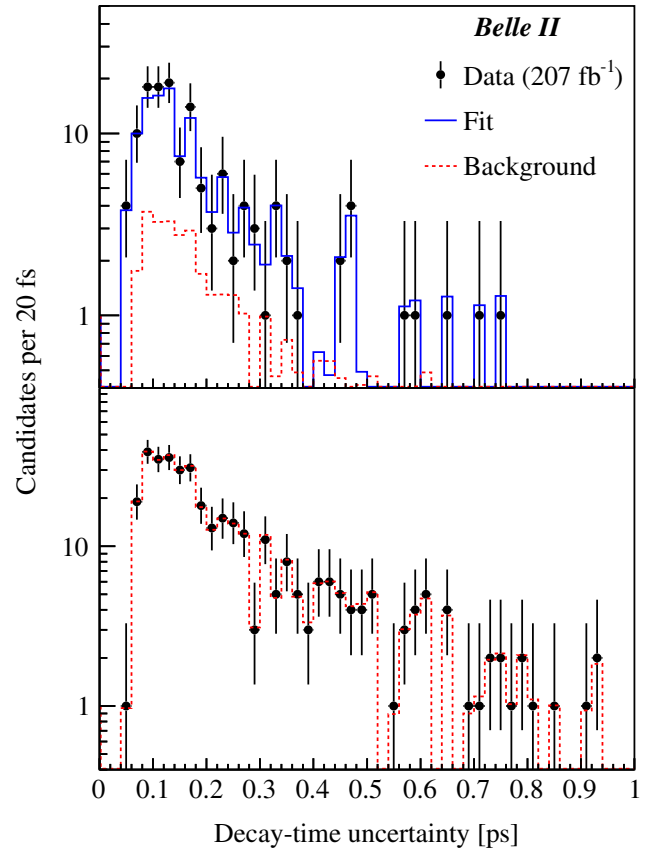 Belle II
Data (207 fb⁻¹)
Fit
Background
10
1
10
1
Candidates per 20 fs
0 0.1 0.2 0.3 0.4 0.5 0.6 0.7 0.8 0.9 1
Decay-time uncertainty [ps]